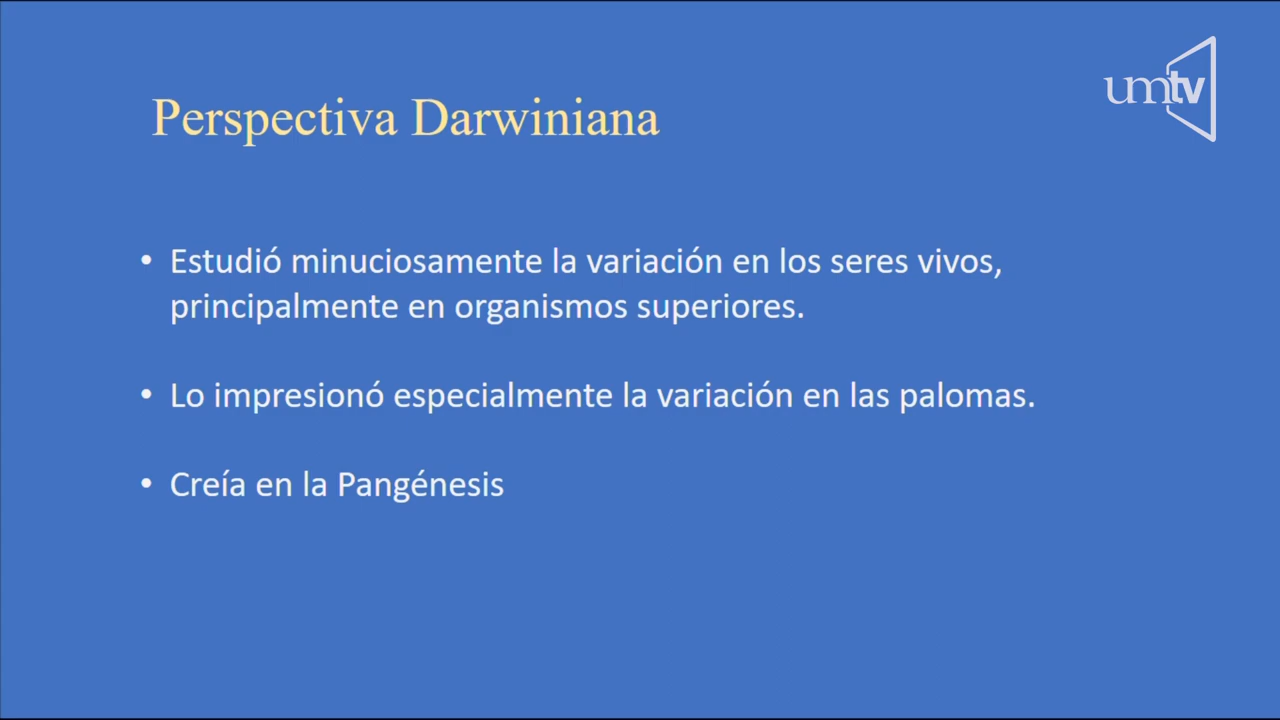 umtv
Perspectiva Darwiniana
• Estudió minuciosamente la variación en los seres vivos,
principalmente en organismos superiores.
• Lo impresionó especialmente la variación en las palomas.
• Creía en la Pangénesis